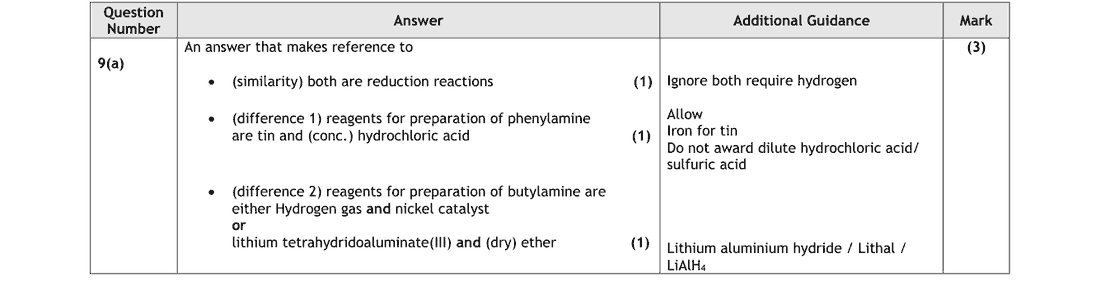 Question Number
Answer
Additional Guidance
Mark
9(a)
An answer that makes reference to
(3)
• (similarity) both are reduction reactions (1)
Ignore both require hydrogen
• (difference 1) reagents for preparation of phenylamine
are tin and (conc.) hydrochloric acid (1)
Allow
Iron for tin
Do not award dilute hydrochloric acid/
sulfuric acid
• (difference 2) reagents for preparation of butylamine are
either Hydrogen gas and nickel catalyst
or
lithium tetrahydridoaluminate(III) and (dry) ether (1)
Lithium aluminium hydride / Lithal /
LiAlH₄